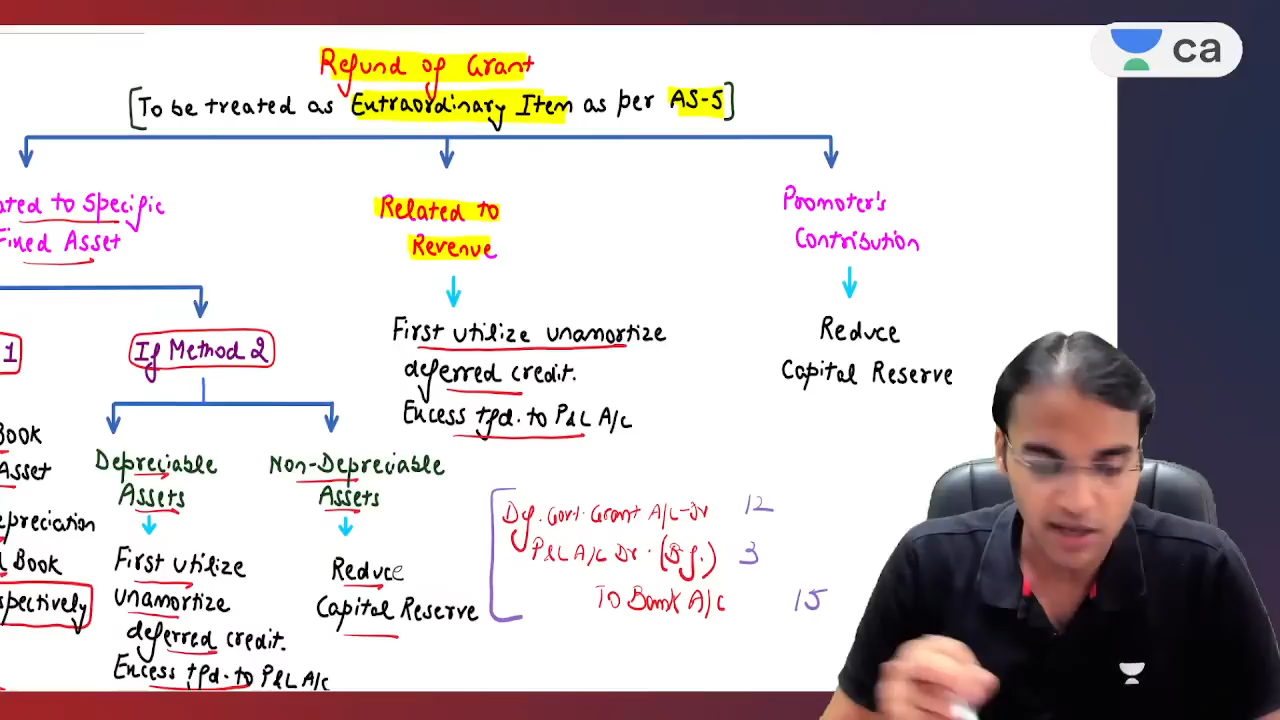 ca
Refund of Grant
[To be treated as Extraordinary Item as per AS-5]
ated to Specific
Fixed Asset
Related to
Revenue
Promoter's
Contribution
1
If Method 2
First utilize unamortize
deferred credit.
Excess tfd. to P&L A/c
Reduce
Capital Reserve
Book
Asset
epreciation
Book
spectively
Depreciable
Assets
First utilize
unamortize
deferred credit.
Excess tfd. to P&L A/c
Non-Depreciable
Assets
Reduce
Capital Reserve
Def. Govt. Grant A/c-Dr 12
P&L A/c Dr. (B.f.) 3
To Bank A/c 15